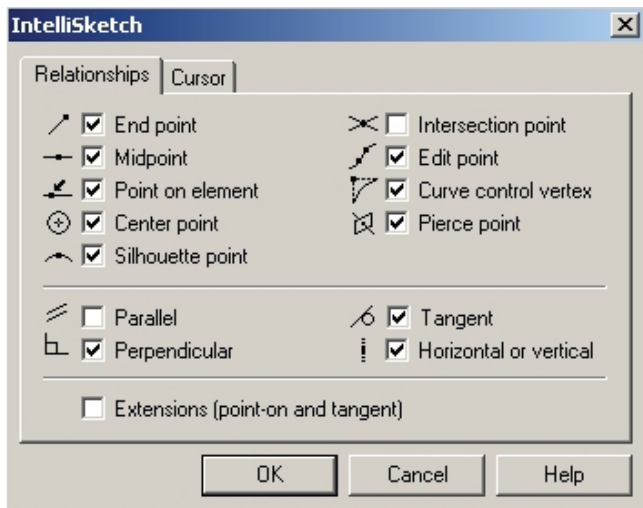 IntelliSketch
Relationships
Cursor
End point
Intersection point
Midpoint
Edit point
Point on element
Curve control vertex
Center point
Pierce point
Silhouette point
Parallel
Tangent
Perpendicular
Horizontal or vertical
Extensions (point-on and tangent)
OK
Cancel
Help